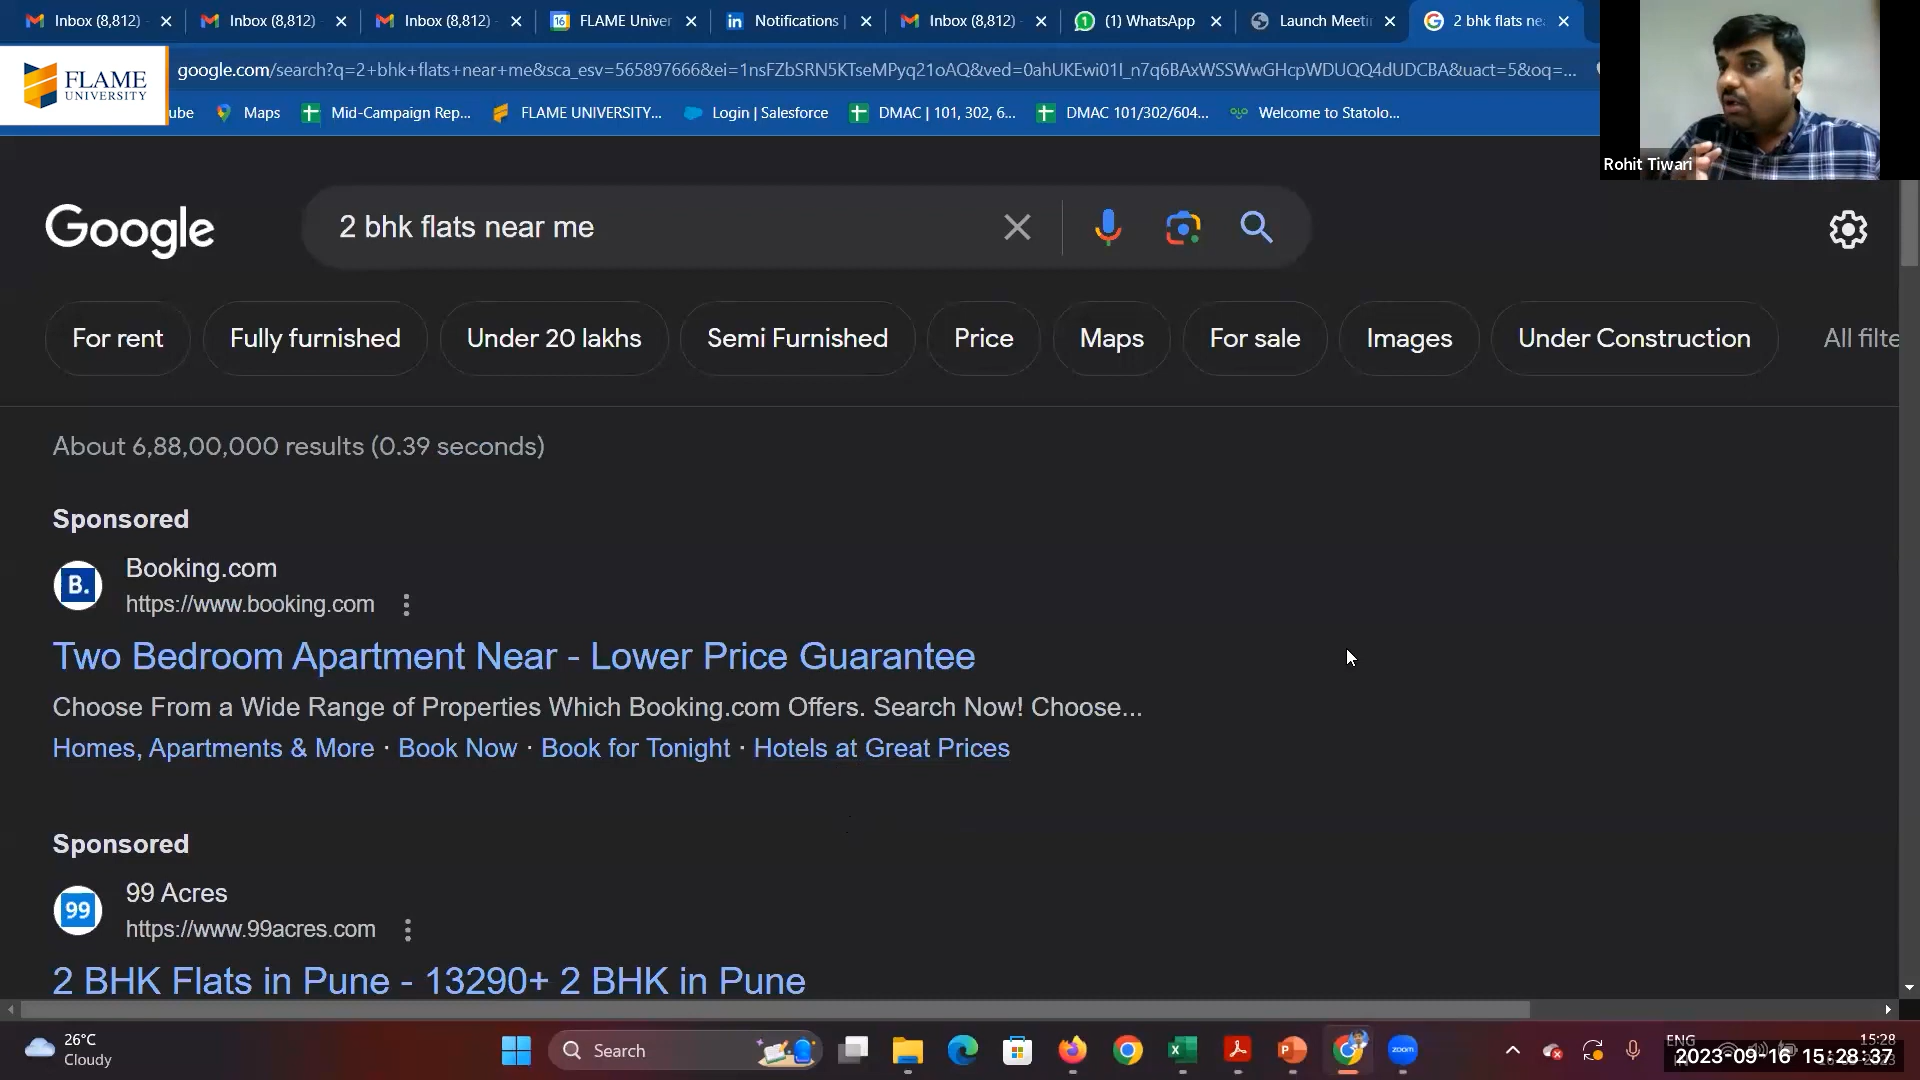 Inbox (8,812)
Inbox (8,812)
Inbox (8,812)
FLAME Univer
Notifications |
Inbox (8,812)
(1) WhatsApp
Launch Meeti
2 bhk flats ne
FLAME
UNIVERSITY
google.com/search?q=2+bhk+flats+near+me&sca_esv=565897666&ei=1nsFZbSRN5KTseMPyq21oAQ&ved=0ahUKEwi01I_n7q6BAxWSSWwGHcpWDUQQ4dUDCBA&uact=5&oq=...
ube
Maps
Mid-Campaign Rep...
FLAME UNIVERSITY...
Login | Salesforce
DMAC | 101, 302, 6...
DMAC 101/302/604...
Welcome to Statolo...
Rohit Tiwari
Google
2 bhk flats near me
For rent
Fully furnished
Under 20 lakhs
Semi Furnished
Price
Maps
For sale
Images
Under Construction
All filte
About 6,88,00,000 results (0.39 seconds)
Sponsored
B.
Booking.com
https://www.booking.com
Two Bedroom Apartment Near - Lower Price Guarantee
Choose From a Wide Range of Properties Which Booking.com Offers. Search Now! Choose...
Homes, Apartments & More · Book Now · Book for Tonight · Hotels at Great Prices
Sponsored
99
99 Acres
https://www.99acres.com
2 BHK Flats in Pune - 13290+ 2 BHK in Pune
26°C
Cloudy
Search
zoom
ENG
15:28
2023-09-16 15:28:37